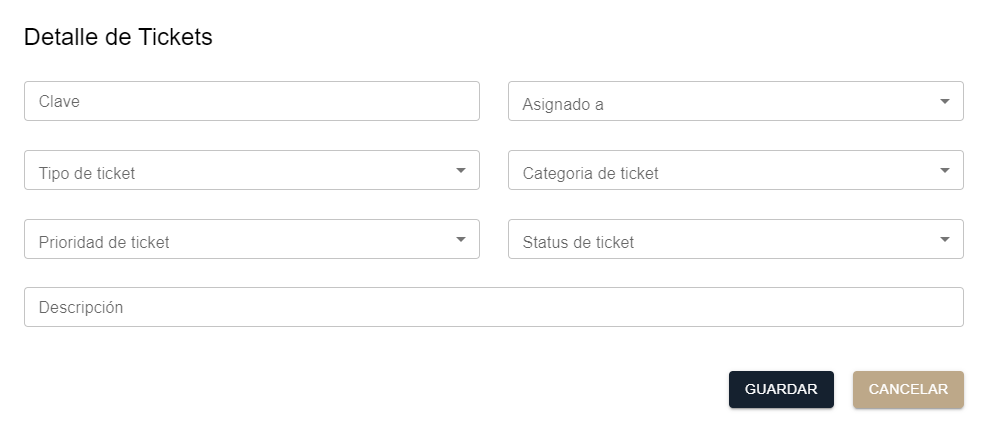 Detalle de Tickets
Clave
Asignado a
Tipo de ticket
Categoria de ticket
Prioridad de ticket
Status de ticket
Descripción
GUARDAR
CANCELAR